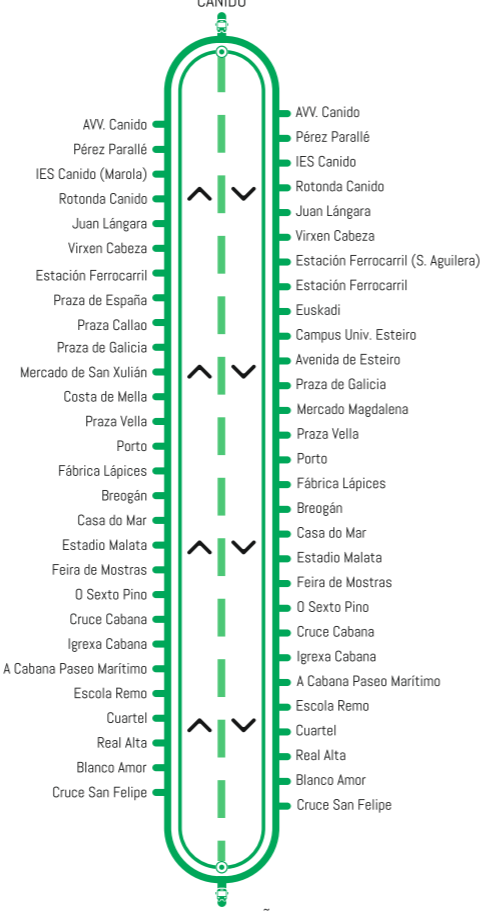 CANIDO
AVV. Canido
Pérez Parallé
IES Canido (Marola)
Rotonda Canido
Juan Lángara
Virxen Cabeza
Estación Ferrocarril
Praza de España
Praza Callao
Praza de Galicia
Mercado de San Xulián
Costa de Mella
Praza Vella
Porto
Fábrica Lápices
Breogán
Casa do Mar
Estadio Malata
Feira de Mostras
O Sexto Pino
Cruce Cabana
Igrexa Cabana
A Cabana Paseo Marítimo
Escola Remo
Cuartel
Real Alta
Blanco Amor
Cruce San Felipe
AVV. Canido
Pérez Parallé
IES Canido
Rotonda Canido
Juan Lángara
Virxen Cabeza
Estación Ferrocarril (S. Aguilera)
Estación Ferrocarril
Euskadi
Campus Univ. Esteiro
Avenida de Esteiro
Praza de Galicia
Mercado Magdalena
Praza Vella
Porto
Fábrica Lápices
Breogán
Casa do Mar
Estadio Malata
Feira de Mostras
O Sexto Pino
Cruce Cabana
Igrexa Cabana
A Cabana Paseo Marítimo
Escola Remo
Cuartel
Real Alta
Blanco Amor
Cruce San Felipe